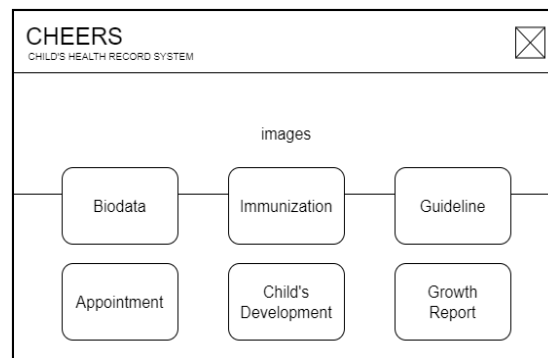 CHEERS
CHILD'S HEALTH RECORD SYSTEM
images
Biodata
Immunization
Guideline
Appointment
Child's
Development
Growth
Report